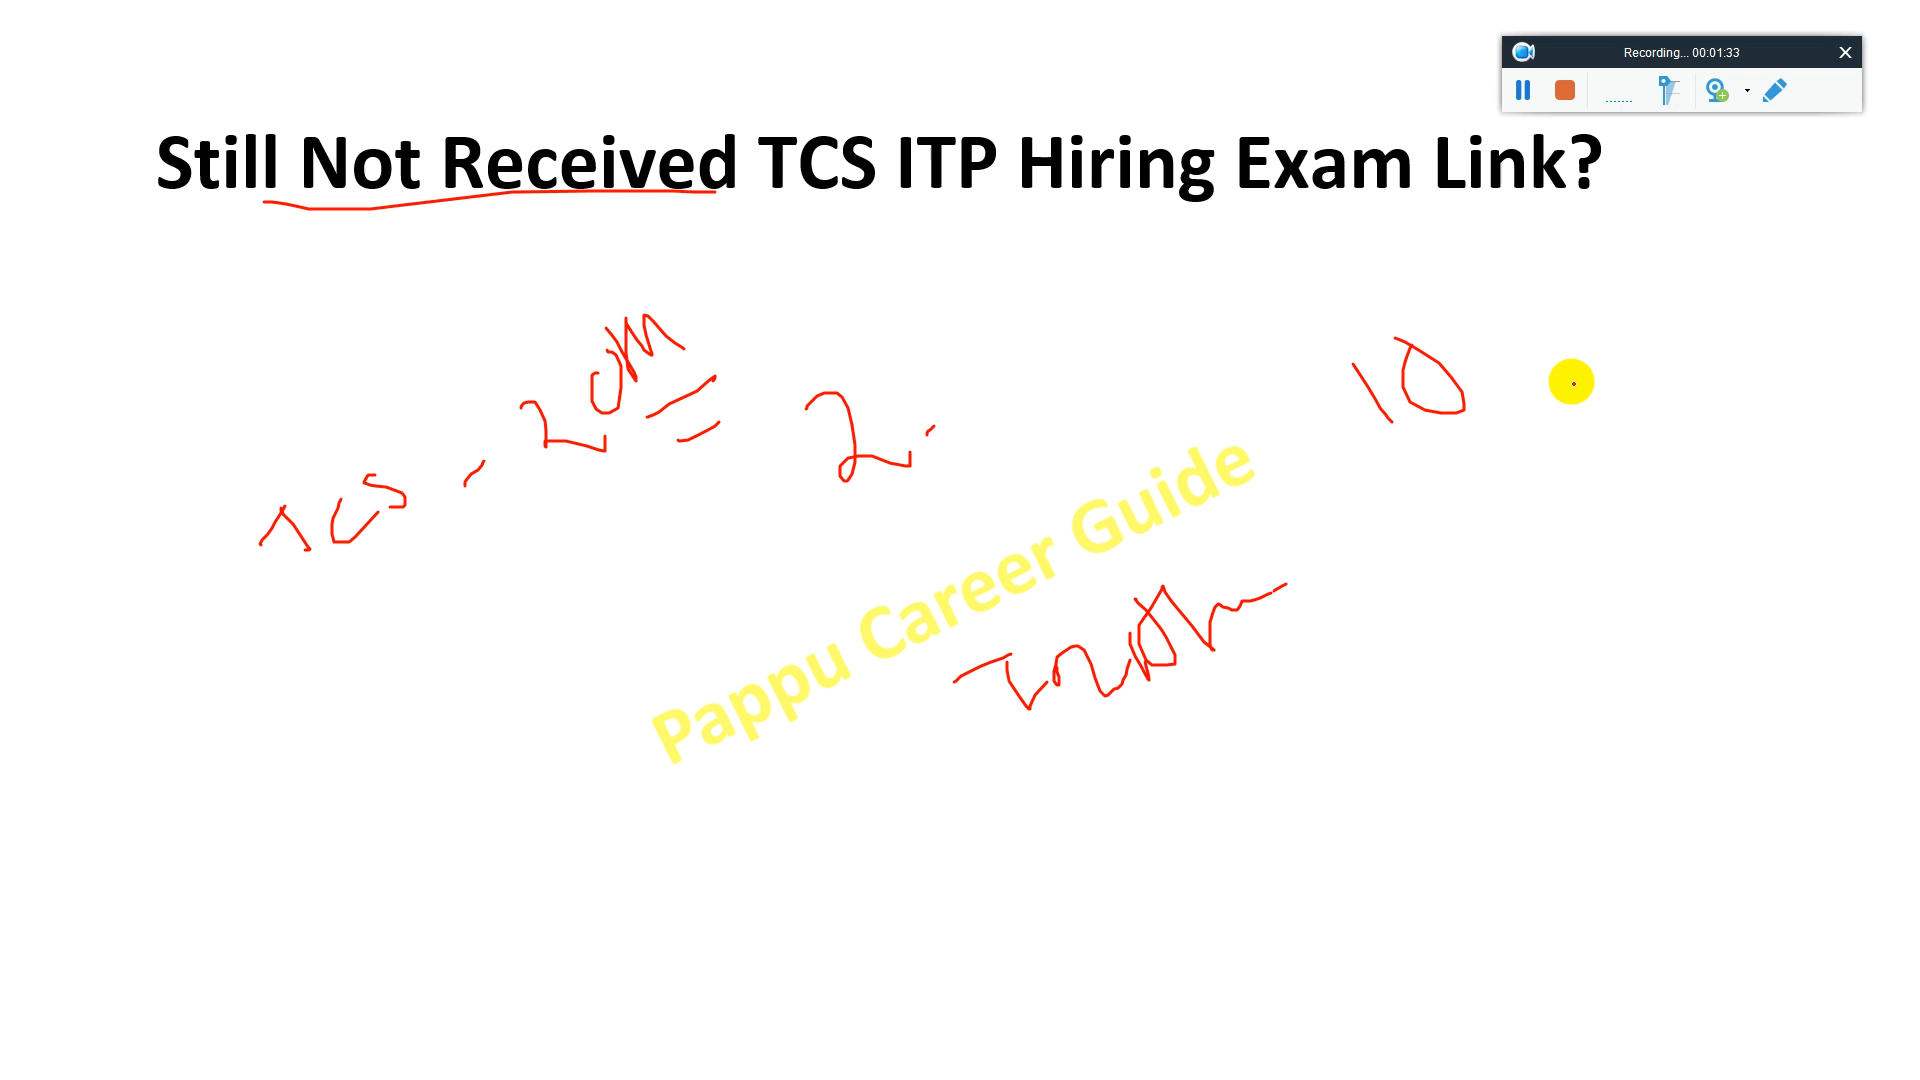 Recording... 00:01:33
Still Not Received TCS ITP Hiring Exam Link?
TCS - 20M
2.
10
Pappu Career Guide